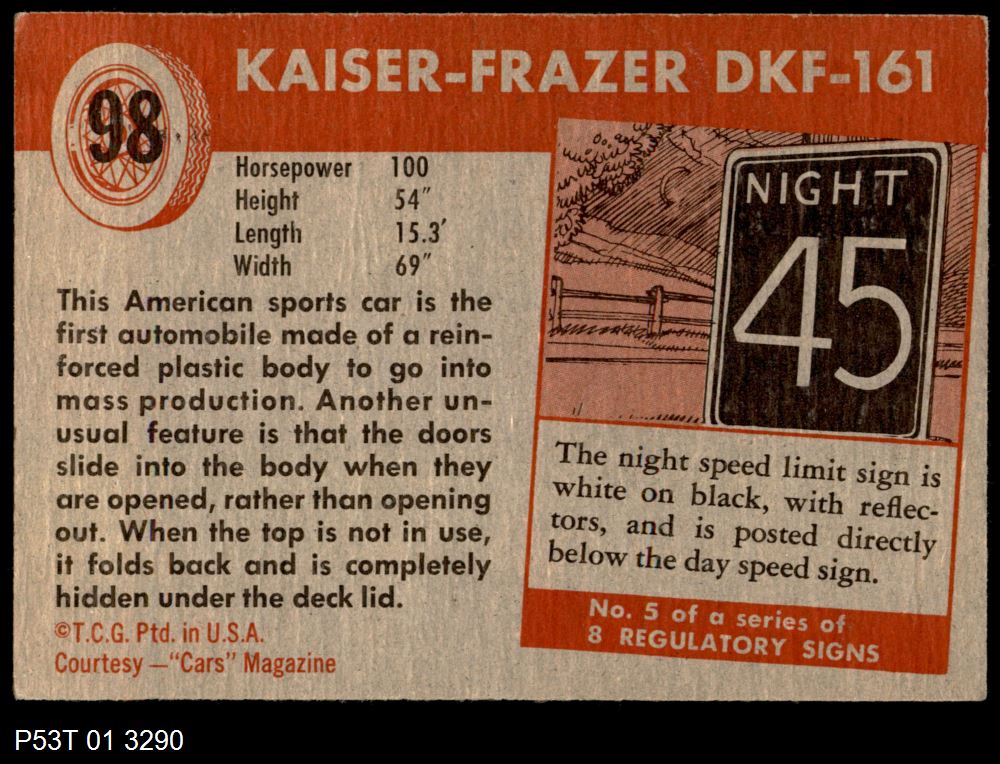 98
KAISER-FRAZER DKF-161
Horsepower 100
Height 54"
Length 15.3'
Width 69"
This American sports car is the
first automobile made of a rein-
forced plastic body to go into
mass production. Another un-
usual feature is that the doors
slide into the body when they
are opened, rather than opening
out. When the top is not in use,
it folds back and is completely
hidden under the deck lid.
©T.C.G. Ptd. in U.S.A.
Courtesy —"Cars" Magazine
NIGHT
45
The night speed limit sign is
white on black, with reflec-
tors, and is posted directly
below the day speed sign.
No. 5 of a series of
8 REGULATORY SIGNS
P53T 01 3290